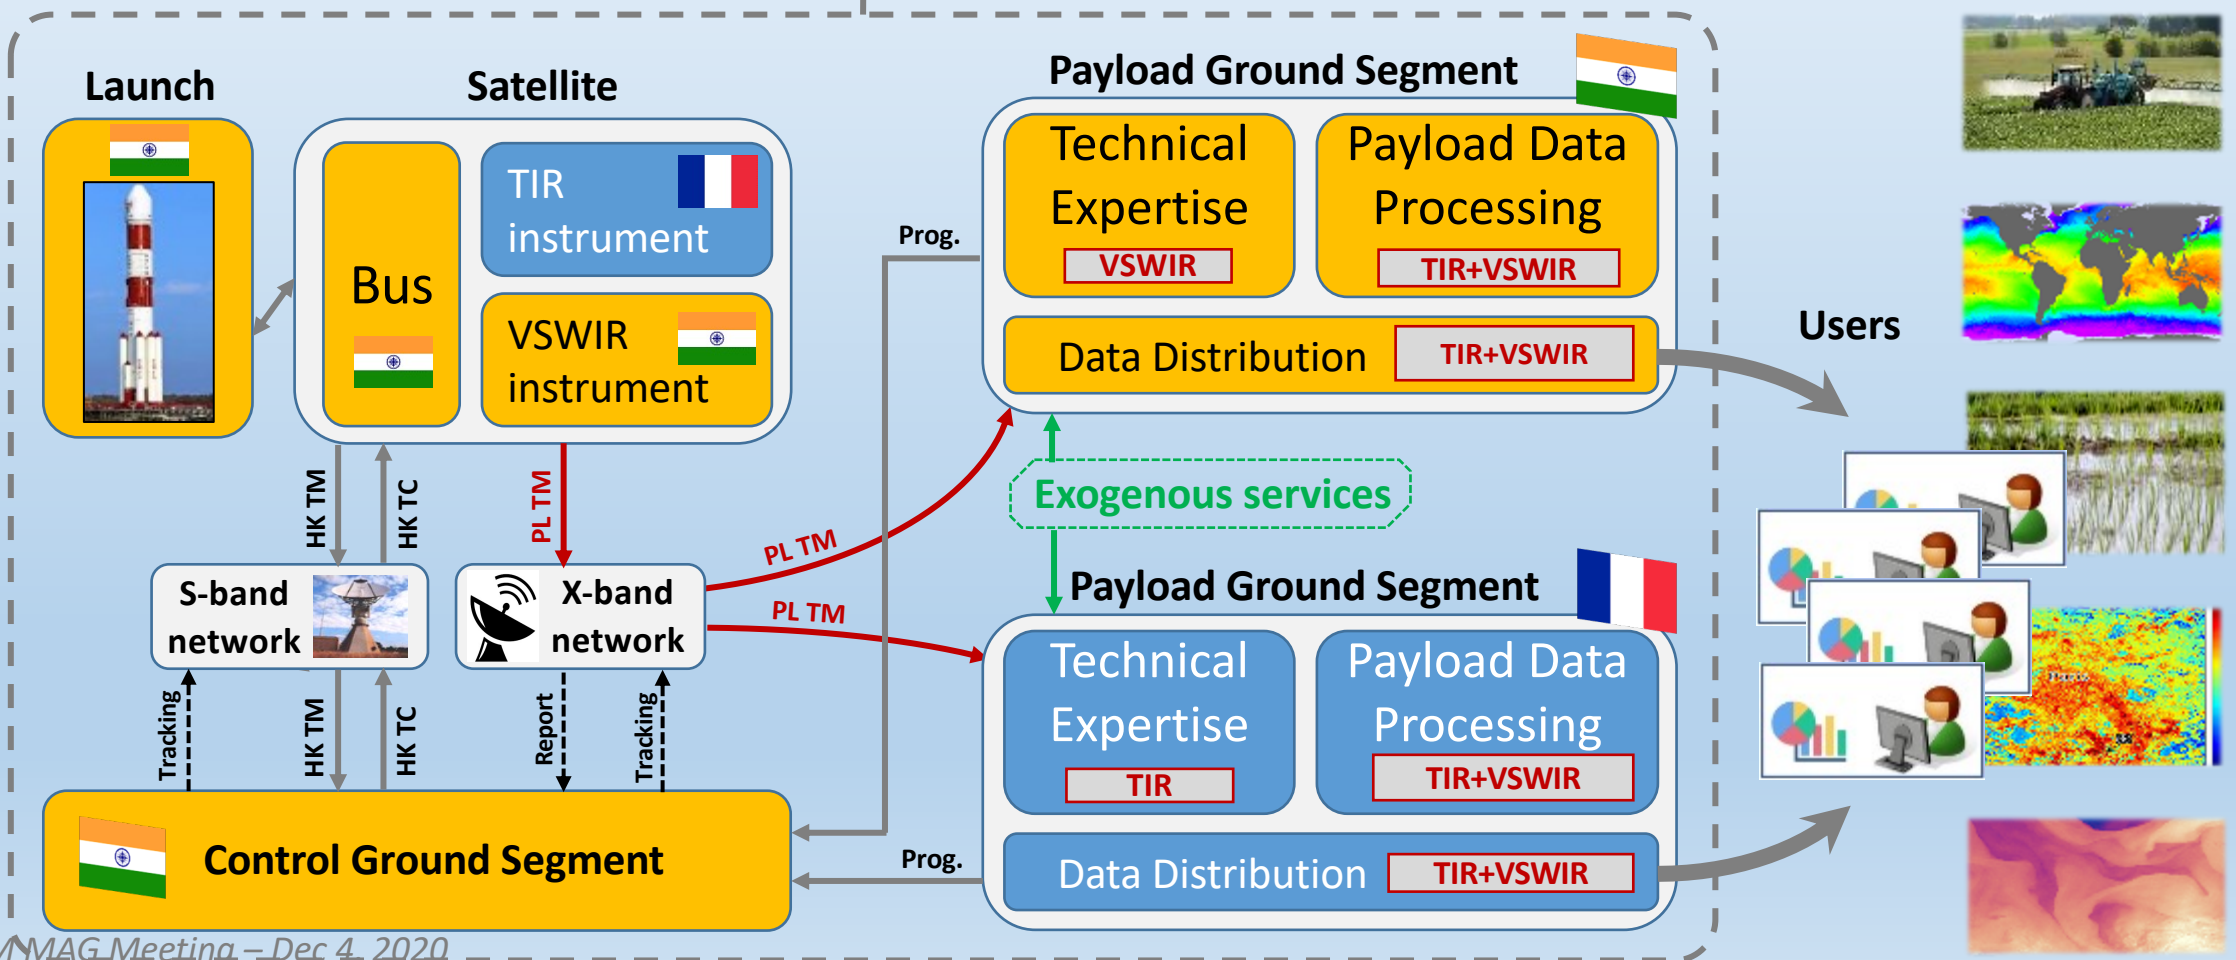 Launch
Satellite
Payload Ground Segment
Bus
TIR
instrument
VSWIR
instrument
Technical
Expertise
VSWIR
Payload Data
Processing
TIR+VSWIR
Data Distribution
TIR+VSWIR
Prog.
Users
HK TM
HK TC
PL TM
Exogenous services
PL TM
PL TM
S-band
network
X-band
network
Payload Ground Segment
Technical
Expertise
TIR
Payload Data
Processing
TIR+VSWIR
Data Distribution
TIR+VSWIR
Tracking
HK TM
HK TC
Report
Tracking
Control Ground Segment
Prog.
MAG Meeting – Dec 4, 2020